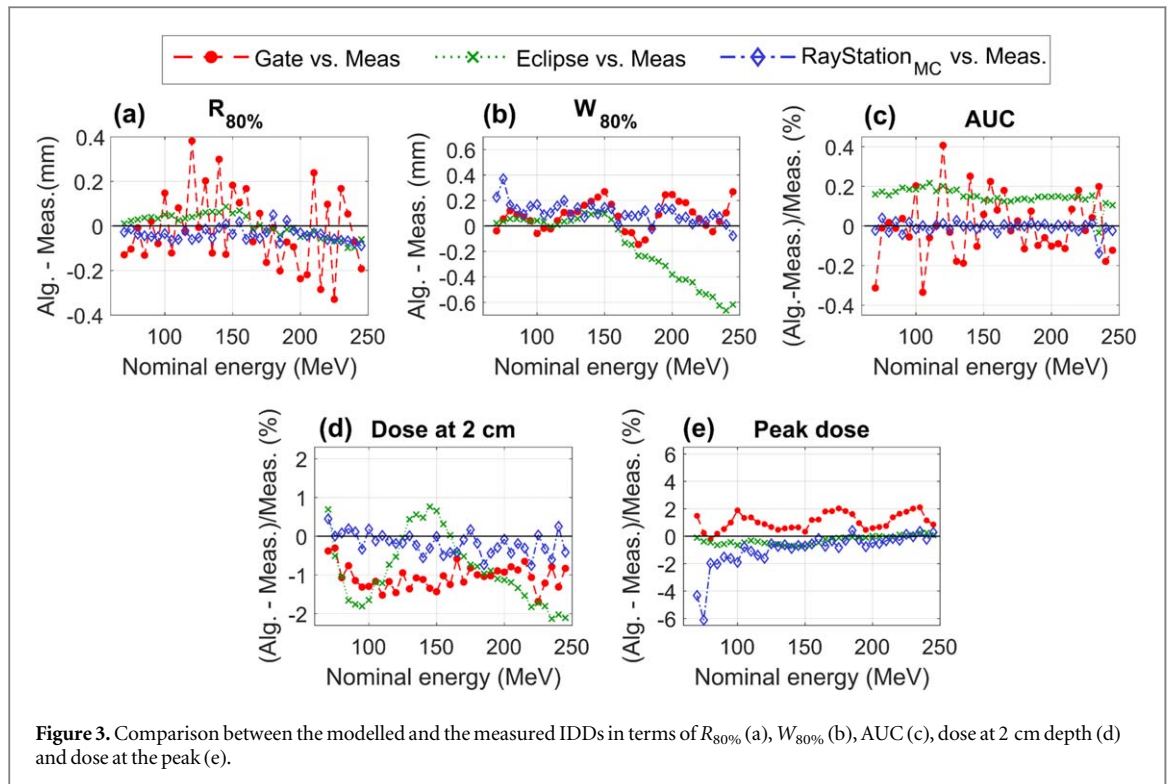 Gate vs. Meas Eclipse vs. Meas RayStation_MC vs. Meas.
(a) R_80%
Alg. - Meas.(mm)
0.4
0.2
0
-0.2
-0.4
100 150 200 250
Nominal energy (MeV)
(b) W_80%
Alg. - Meas. (mm)
0.6
0.4
0.2
0
-0.2
-0.4
-0.6
100 150 200 250
Nominal energy (MeV)
(c) AUC
(Alg.-Meas.)/Meas. (%)
0.4
0.2
0
-0.2
-0.4
100 150 200 250
Nominal energy (MeV)
(d) Dose at 2 cm
(Alg. - Meas.)/Meas. (%)
2
1
0
-1
-2
100 150 200 250
Nominal energy (MeV)
(e) Peak dose
(Alg. - Meas.)/Meas. (%)
6
4
2
0
-2
-4
-6
100 150 200 250
Nominal energy (MeV)
Figure 3. Comparison between the modelled and the measured IDDs in terms of R80% (a), W80% (b), AUC (c), dose at 2 cm depth (d)
and dose at the peak (e).